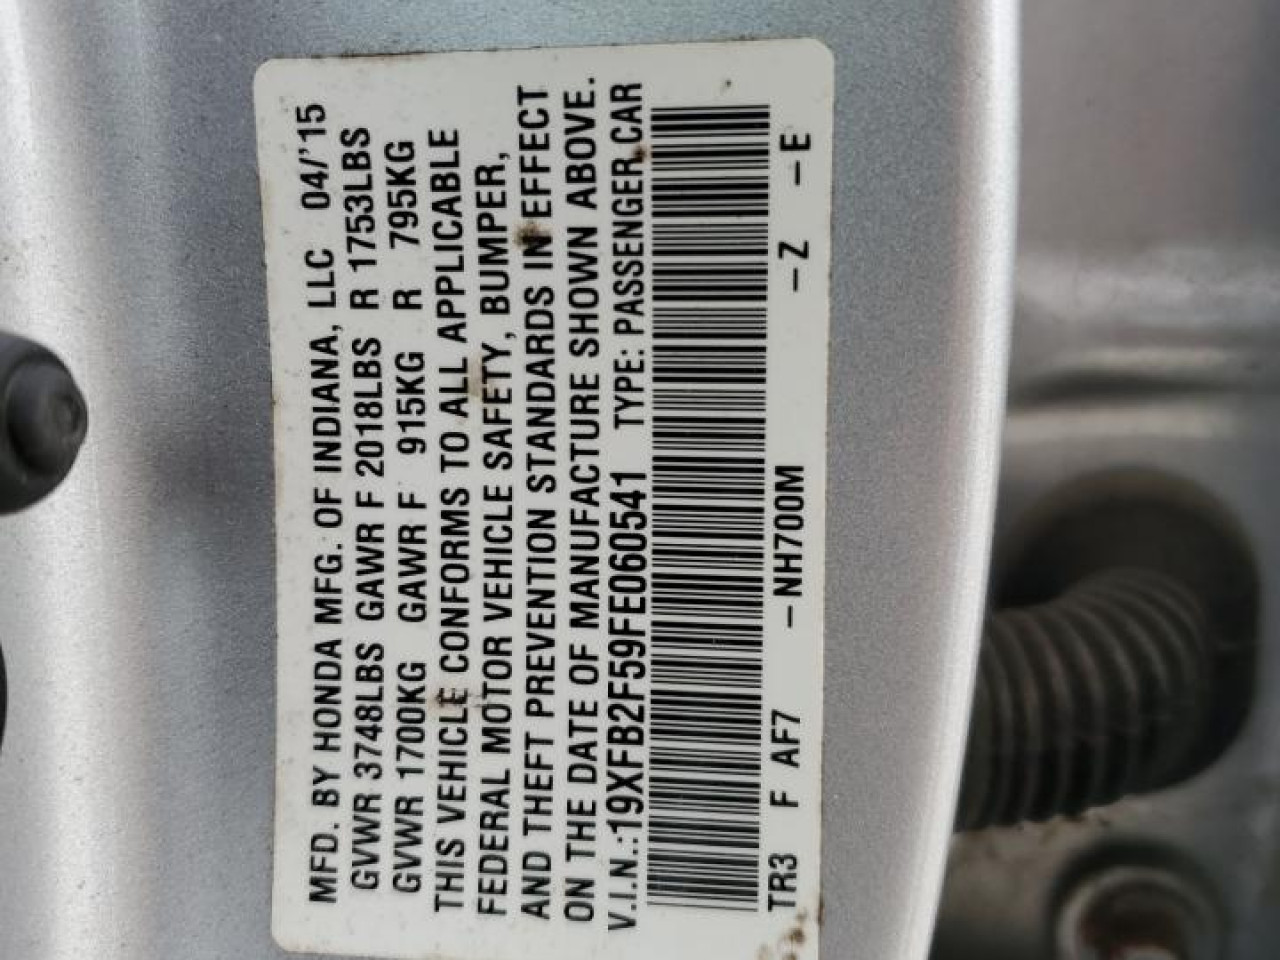 MFD. BY HONDA MFG. OF INDIANA, LLC 04/'15
GVWR 3748LBS GAWR F 2018LBS R 1753LBS
GVWR 1700KG GAWR F 915KG R 795KG
THIS VEHICLE CONFORMS TO ALL APPLICABLE
FEDERAL MOTOR VEHICLE SAFETY, BUMPER,
AND THEFT PREVENTION STANDARDS IN EFFECT
ON THE DATE OF MANUFACTURE SHOWN ABOVE.
V.I.N.:19XFB2F59FE060541 TYPE: PASSENGER CAR
TR3 F AF7 –NH700M –Z –E